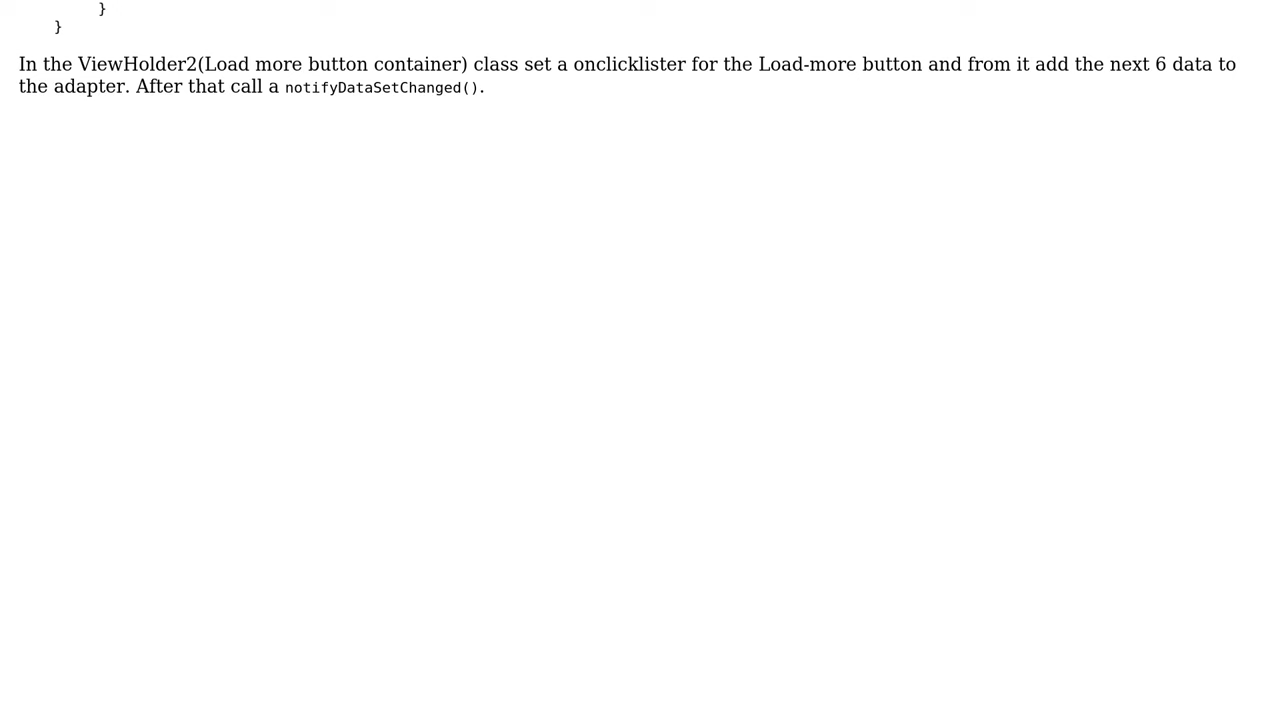 }
}
In the ViewHolder2(Load more button container) class set a onclicklister for the Load-more button and from it add the next 6 data to
the adapter. After that call a notifyDataSetChanged().